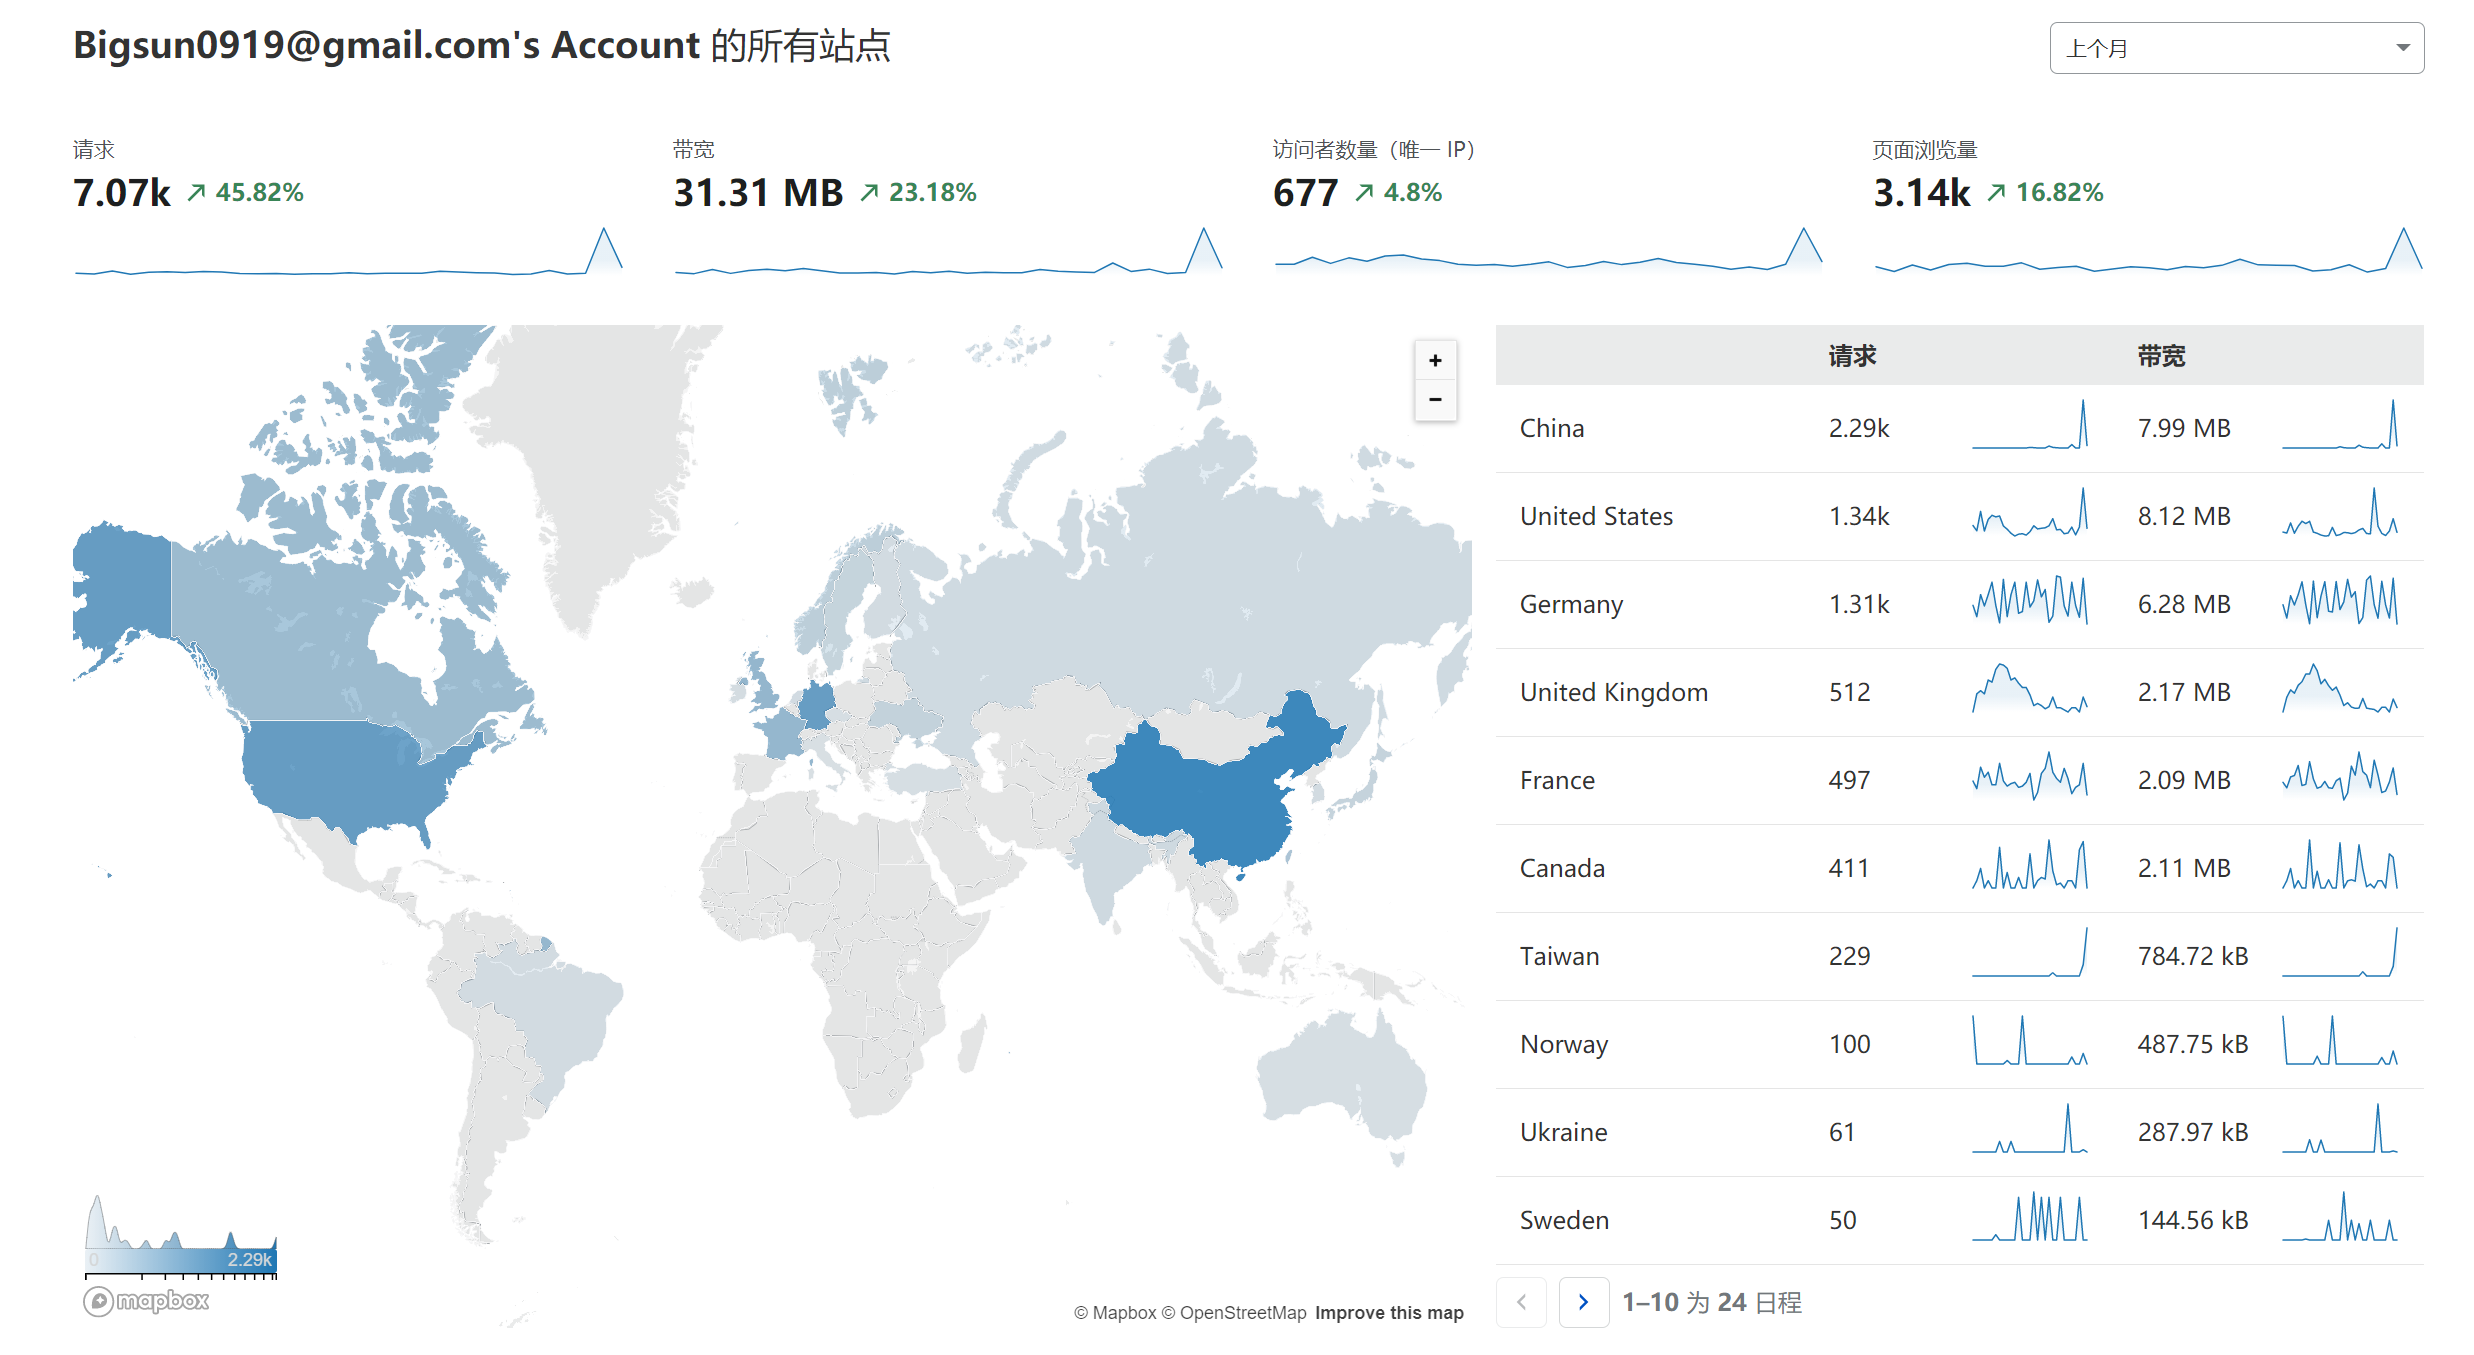 Bigsun0919@gmail.com's Account 的所有站点
上个月
请求
7.07k 45.82%
带宽
31.31 MB 23.18%
访问者数量（唯一 IP）
677 4.8%
页面浏览量
3.14k 16.82%
+
−
0 2.29k
mapbox
© Mapbox © OpenStreetMap Improve this map
请求 带宽
China 2.29k 7.99 MB
United States 1.34k 8.12 MB
Germany 1.31k 6.28 MB
United Kingdom 512 2.17 MB
France 497 2.09 MB
Canada 411 2.11 MB
Taiwan 229 784.72 kB
Norway 100 487.75 kB
Ukraine 61 287.97 kB
Sweden 50 144.56 kB
1–10 为 24 日程